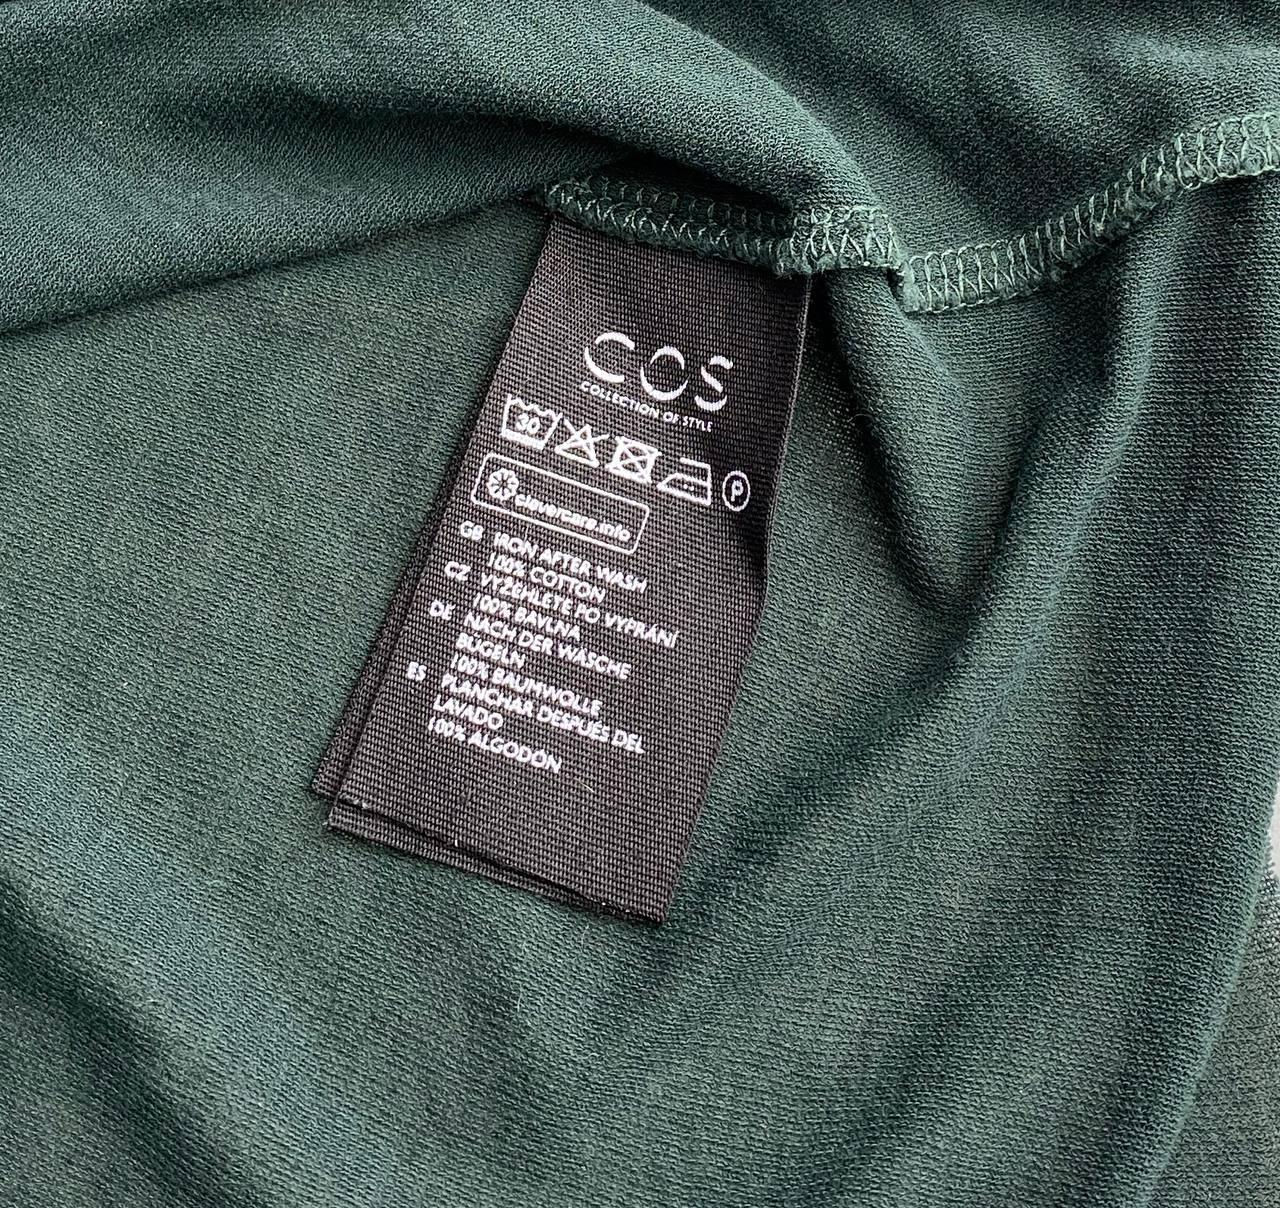 COS
COLLECTION OF STYLE
30
P
clevercare.info
GB IRON AFTER WASH
100% COTTON
CZ VYŽEHLETE PO VYPRÁNÍ
100% BAVLNA
DE NACH DER WÄSCHE
BÜGELN
100% BAUMWOLLE
ES PLANCHAR DESPUÉS DEL
LAVADO
100% ALGODÓN